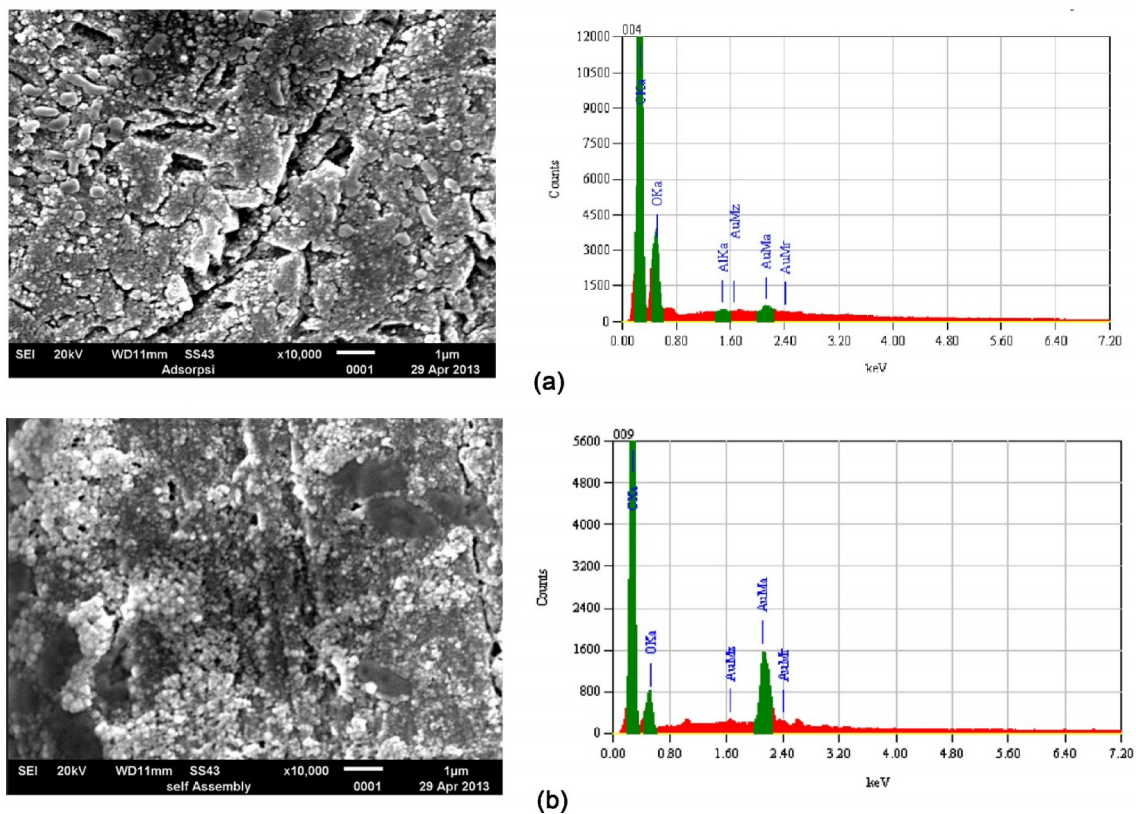 004
12000
10500
9000
7500
6000
4500
3000
1500
0
Counts
OKa
OKa
AlKa
AuMz
AuMa
AuMr
0.00 0.80 1.60 2.40 3.20 4.00 4.80 5.60 6.40 7.20
keV
SEI 20kV WD11mm SS43 x10,000 1µm
Adsorpsi 0001 29 Apr 2013
(a)
009
5600
4800
4000
3200
2400
1600
800
0
Counts
OKa
AuMz
AuMa
AuMr
0.00 0.80 1.60 2.40 3.20 4.00 4.80 5.60 6.40 7.20
keV
SEI 20kV WD11mm SS43 x10,000 1µm
self Assembly 0001 29 Apr 2013
(b)